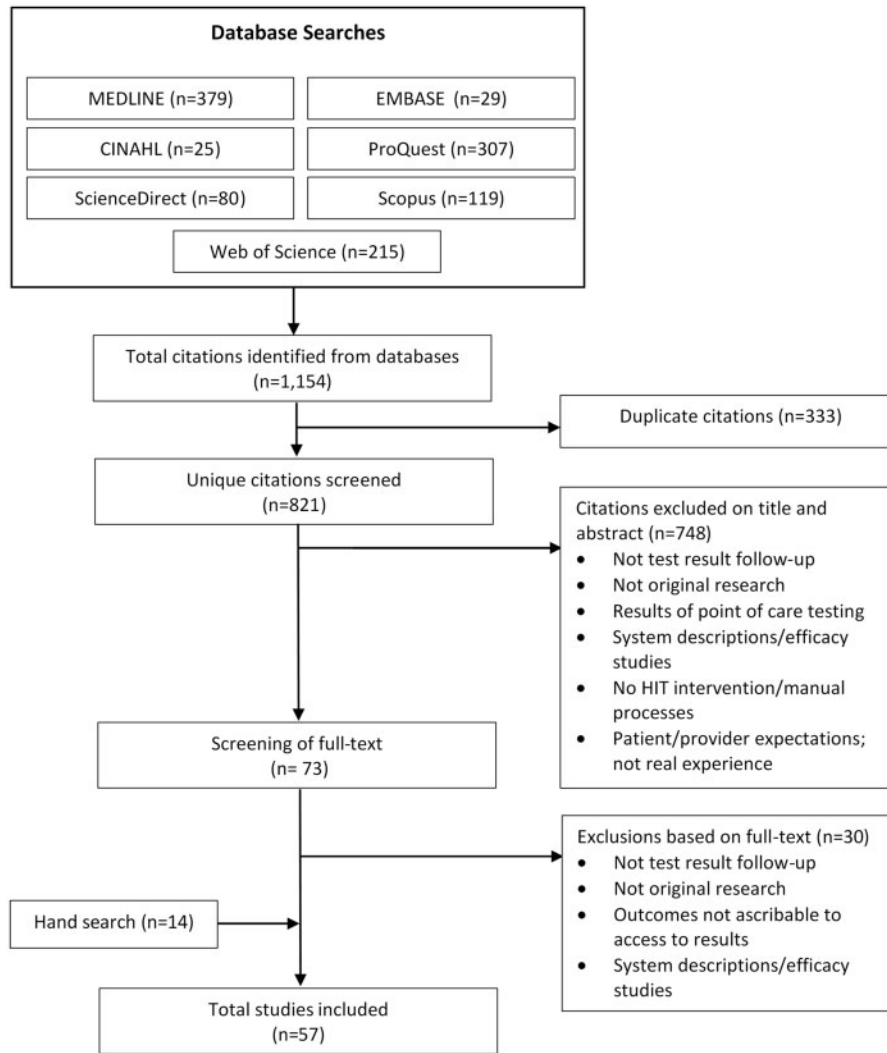 Database Searches
MEDLINE (n=379)
EMBASE (n=29)
CINAHL (n=25)
ProQuest (n=307)
ScienceDirect (n=80)
Scopus (n=119)
Web of Science (n=215)
Total citations identified from databases
(n=1,154)
Duplicate citations (n=333)
Unique citations screened
(n=821)
Citations excluded on title and
abstract (n=748)
• Not test result follow-up
• Not original research
• Results of point of care testing
• System descriptions/efficacy
studies
• No HIT intervention/manual
processes
• Patient/provider expectations;
not real experience
Screening of full-text
(n= 73)
Exclusions based on full-text (n=30)
• Not test result follow-up
• Not original research
• Outcomes not ascribable to
access to results
• System descriptions/efficacy
studies
Hand search (n=14)
Total studies included
(n=57)